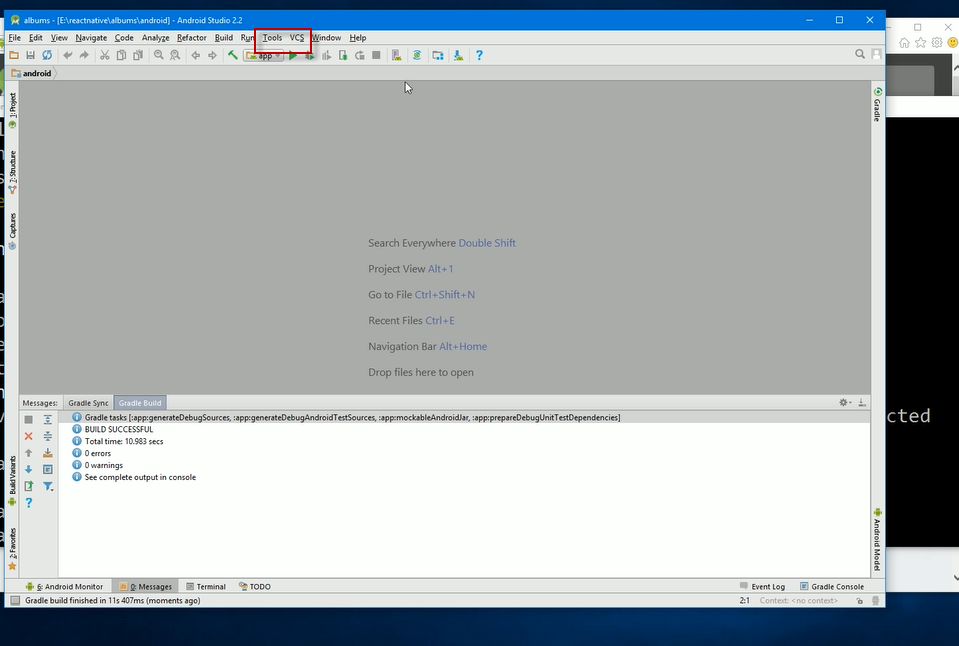 albums - [E:\reactnative\albums\android] - Android Studio 2.2
File Edit View Navigate Code Analyze Refactor Build Run Tools VCS Window Help
app
android
1: Project
7: Structure
Captures
Build Variants
2: Favorites
Gradle
Android Model
Search Everywhere Double Shift
Project View Alt+1
Go to File Ctrl+Shift+N
Recent Files Ctrl+E
Navigation Bar Alt+Home
Drop files here to open
cted
Messages: Gradle Sync Gradle Build
Gradle tasks [:app:generateDebugSources, :app:generateDebugAndroidTestSources, :app:mockableAndroidJar, :app:prepareDebugUnitTestDependencies]
BUILD SUCCESSFUL
Total time: 10.983 secs
0 errors
0 warnings
See complete output in console
6: Android Monitor 0: Messages Terminal TODO Event Log Gradle Console
Gradle build finished in 11s 407ms (moments ago) 2:1 Context: <no context>